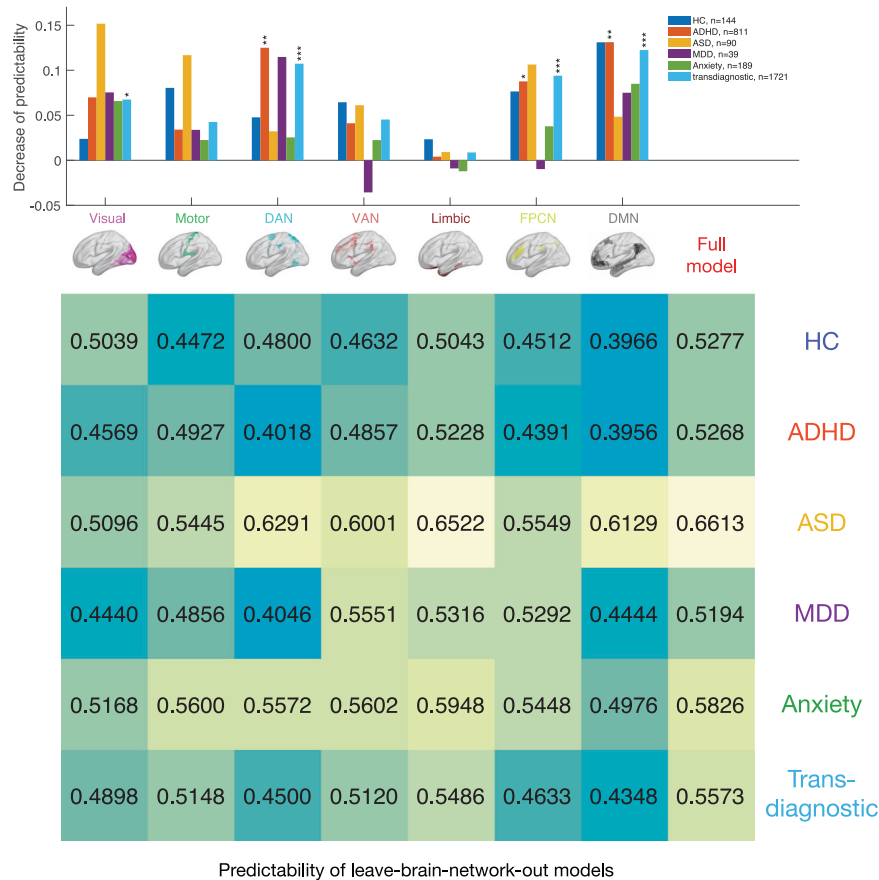 0.15
0.1
0.05
0
-0.05
Decrease of predictability
** *** * * *** ** ***
HC, n=144
ADHD, n=811
ASD, n=90
MDD, n=39
Anxiety, n=189
transdiagnostic, n=1721
Visual Motor DAN VAN Limbic FPCN DMN
Full
model
0.5039 0.4472 0.4800 0.4632 0.5043 0.4512 0.3966 0.5277 HC
0.4569 0.4927 0.4018 0.4857 0.5228 0.4391 0.3956 0.5268 ADHD
0.5096 0.5445 0.6291 0.6001 0.6522 0.5549 0.6129 0.6613 ASD
0.4440 0.4856 0.4046 0.5551 0.5316 0.5292 0.4444 0.5194 MDD
0.5168 0.5600 0.5572 0.5602 0.5948 0.5448 0.4976 0.5826 Anxiety
0.4898 0.5148 0.4500 0.5120 0.5486 0.4633 0.4348 0.5573 Trans-
diagnostic
Predictability of leave-brain-network-out models